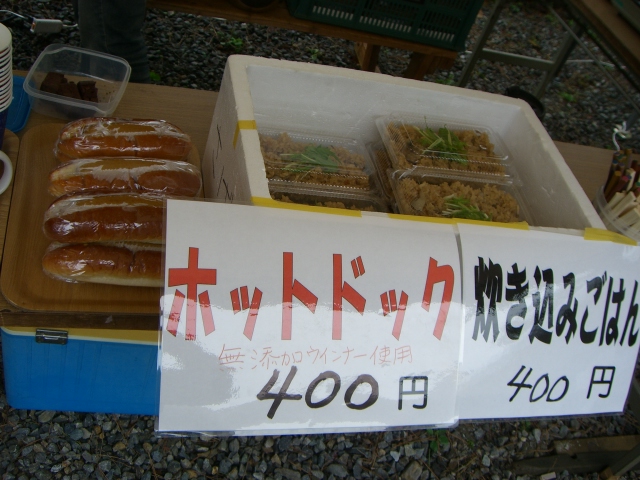 ホットドック
無添加ウインナー使用
400円
炊き込みごはん
400円